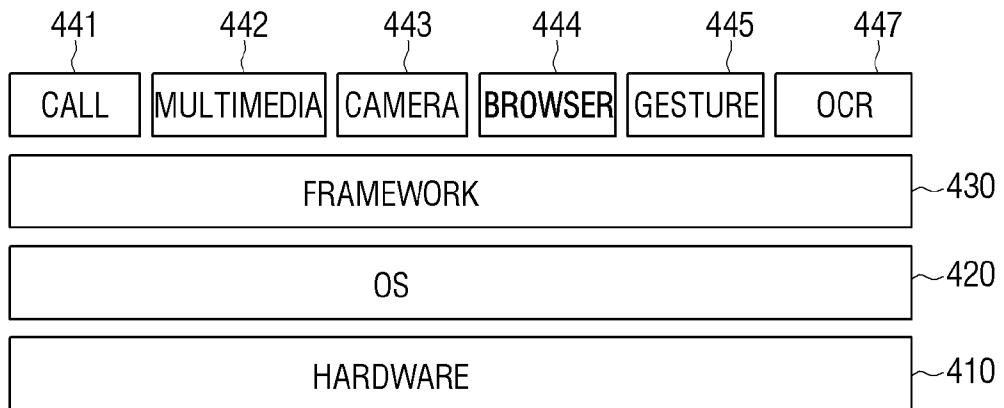 441 442 443 444 445 447
CALL MULTIMEDIA CAMERA BROWSER GESTURE OCR
FRAMEWORK 430
OS 420
HARDWARE 410